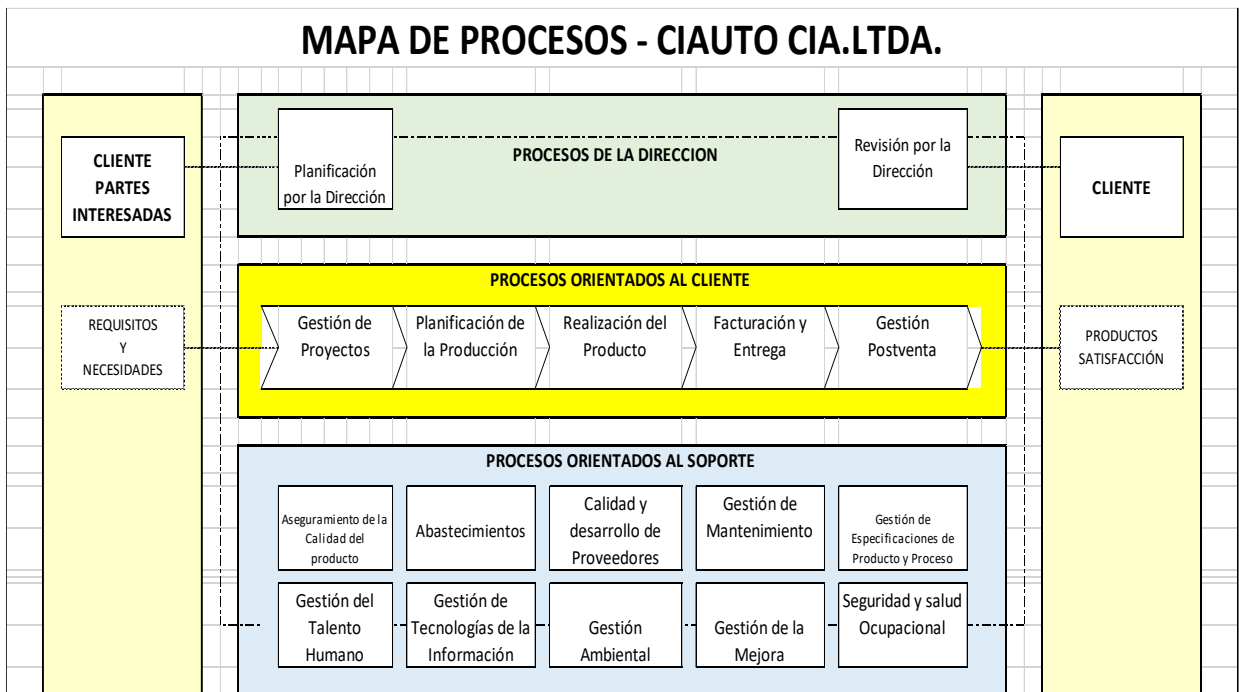 MAPA DE PROCESOS - CIAUTO CIA.LTDA.
CLIENTE
PARTES
INTERESADAS
REQUISITOS
Y
NECESIDADES
PROCESOS DE LA DIRECCION
Planificación
por la Dirección
Revisión por la
Dirección
PROCESOS ORIENTADOS AL CLIENTE
Gestión de
Proyectos
Planificación de
la Producción
Realización del
Producto
Facturación y
Entrega
Gestión
Postventa
PROCESOS ORIENTADOS AL SOPORTE
Aseguramiento de la
Calidad del
producto
Abastecimientos
Calidad y
desarrollo de
Proveedores
Gestión de
Mantenimiento
Gestión de
Especificaciones de
Producto y Proceso
Gestión del
Talento
Humano
Gestión de
Tecnologías de la
Información
Gestión
Ambiental
Gestión de la
Mejora
Seguridad y salud
Ocupacional
CLIENTE
PRODUCTOS
SATISFACCIÓN